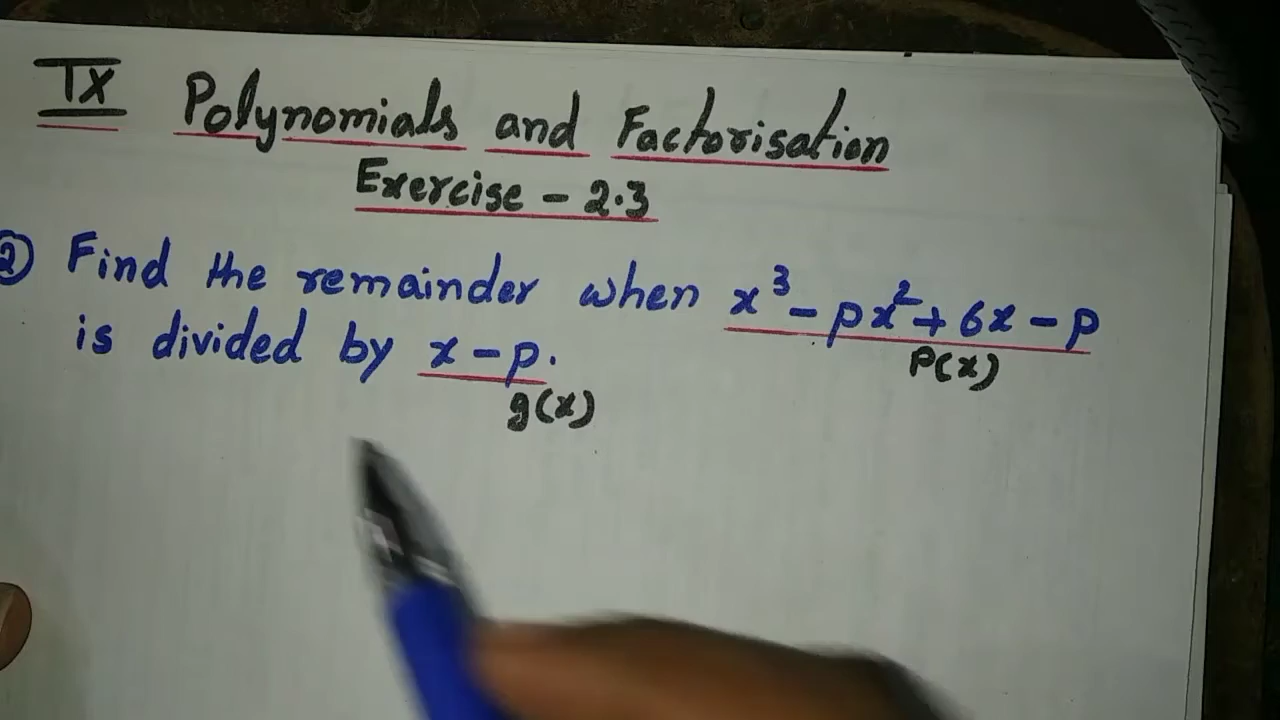 IX Polynomials and Factorisation
Exercise - 2.3
② Find the remainder when x³ - px² + 6x - p
is divided by x - p.
P(x)
g(x)